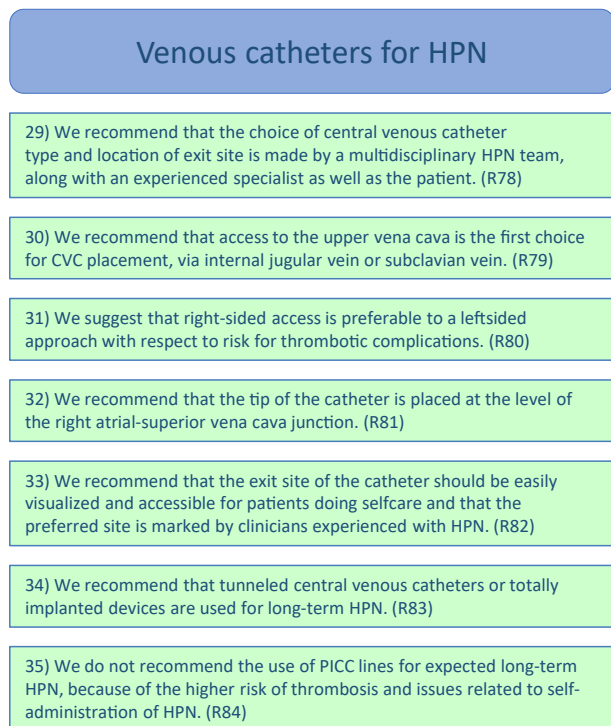 Venous catheters for HPN
29) We recommend that the choice of central venous catheter
type and location of exit site is made by a multidisciplinary HPN team,
along with an experienced specialist as well as the patient. (R78)
30) We recommend that access to the upper vena cava is the first choice
for CVC placement, via internal jugular vein or subclavian vein. (R79)
31) We suggest that right-sided access is preferable to a leftsided
approach with respect to risk for thrombotic complications. (R80)
32) We recommend that the tip of the catheter is placed at the level of
the right atrial-superior vena cava junction. (R81)
33) We recommend that the exit site of the catheter should be easily
visualized and accessible for patients doing selfcare and that the
preferred site is marked by clinicians experienced with HPN. (R82)
34) We recommend that tunneled central venous catheters or totally
implanted devices are used for long-term HPN. (R83)
35) We do not recommend the use of PICC lines for expected long-term
HPN, because of the higher risk of thrombosis and issues related to self-
administration of HPN. (R84)